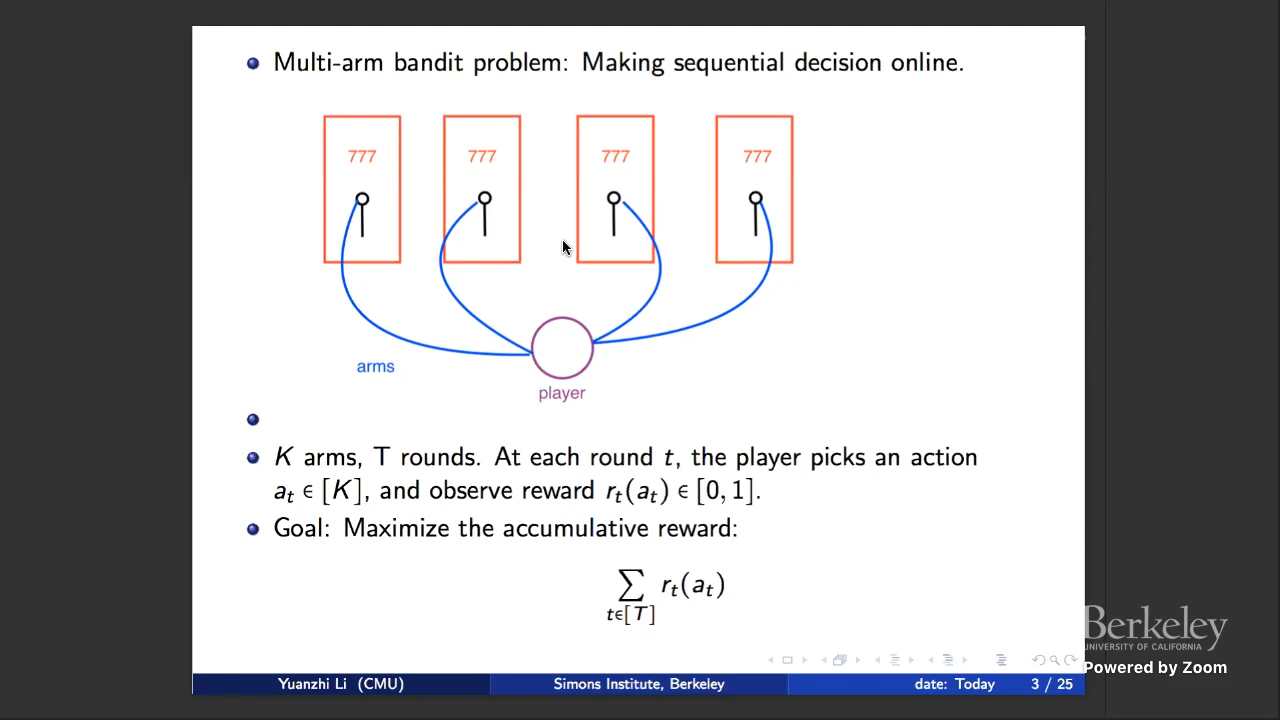 Multi-arm bandit problem: Making sequential decision online.
777 777 777 777
arms
player
K arms, T rounds. At each round t, the player picks an action
a_t ∈ [K], and observe reward r_t(a_t) ∈ [0, 1].
Goal: Maximize the accumulative reward:
∑_{t∈[T]} r_t(a_t)
Berkeley
UNIVERSITY OF CALIFORNIA
Powered by Zoom
Yuanzhi Li (CMU) Simons Institute, Berkeley date: Today 3 / 25